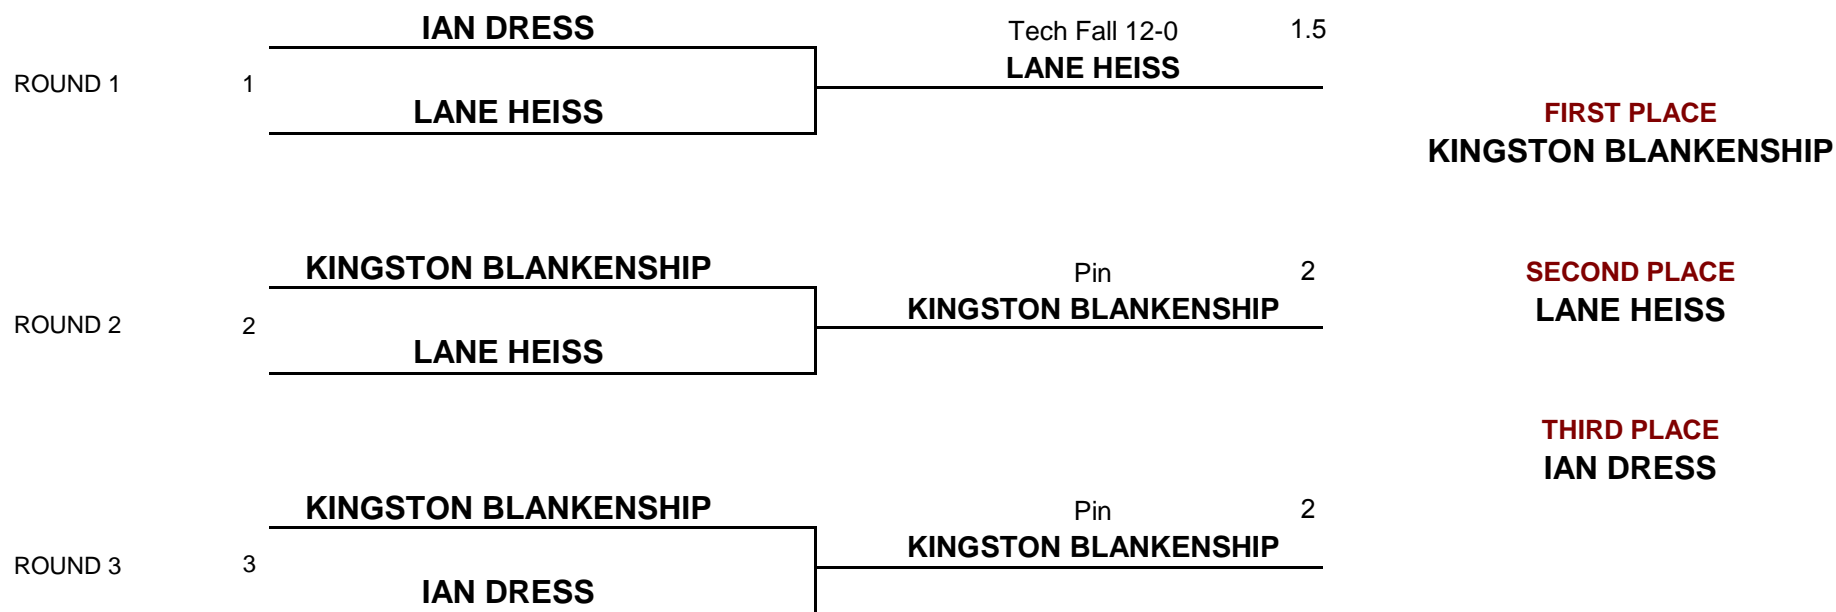 IAN DRESS
Tech Fall 12-0 1.5
LANE HEISS
ROUND 1 1
LANE HEISS
FIRST PLACE
KINGSTON BLANKENSHIP
KINGSTON BLANKENSHIP
Pin 2
SECOND PLACE
KINGSTON BLANKENSHIP
LANE HEISS
ROUND 2 2
LANE HEISS
THIRD PLACE
IAN DRESS
KINGSTON BLANKENSHIP
Pin 2
KINGSTON BLANKENSHIP
ROUND 3 3
IAN DRESS